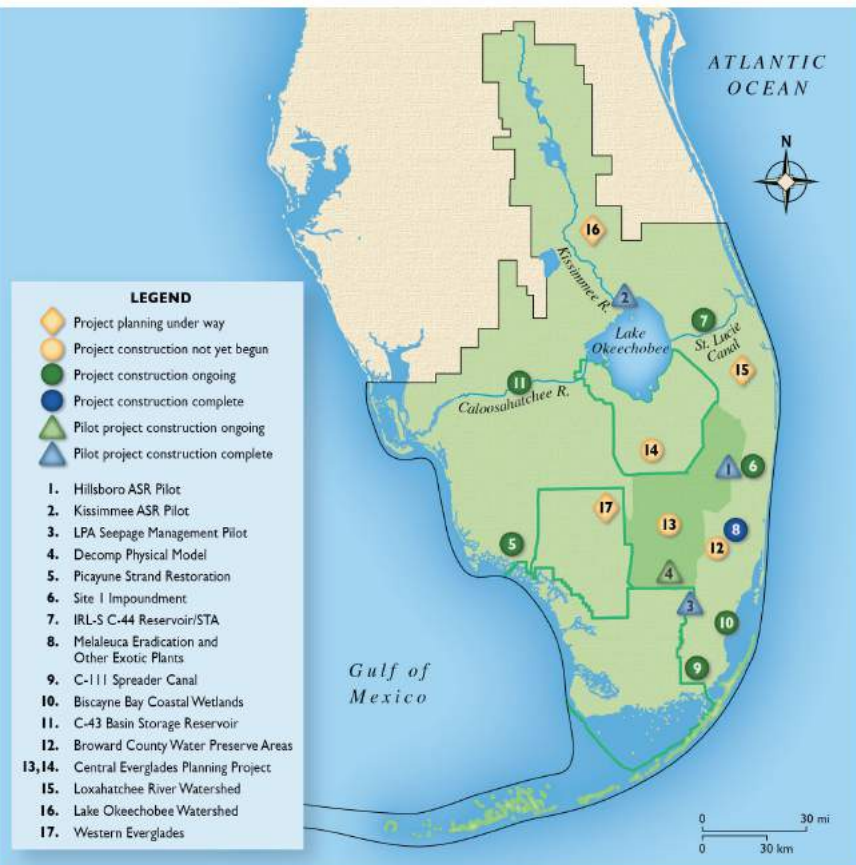 ATLANTIC
OCEAN
N
16
Kissimmee R.
2
7
Lake
Okeechobee
St. Lucie
Canal
15
11
Caloosahatchee R.
14
1
6
17
13
8
12
5
4
3
10
9
Gulf of
Mexico
LEGEND
Project planning under way
Project construction not yet begun
Project construction ongoing
Project construction complete
Pilot project construction ongoing
Pilot project construction complete
1. Hillsboro ASR Pilot
2. Kissimmee ASR Pilot
3. LPA Seepage Management Pilot
4. Decomp Physical Model
5. Picayune Strand Restoration
6. Site 1 Impoundment
7. IRL-S C-44 Reservoir/STA
8. Melaleuca Eradication and
Other Exotic Plants
9. C-111 Spreader Canal
10. Biscayne Bay Coastal Wetlands
11. C-43 Basin Storage Reservoir
12. Broward County Water Preserve Areas
13,14. Central Everglades Planning Project
15. Loxahatchee River Watershed
16. Lake Okeechobee Watershed
17. Western Everglades
0 30 mi
0 30 km